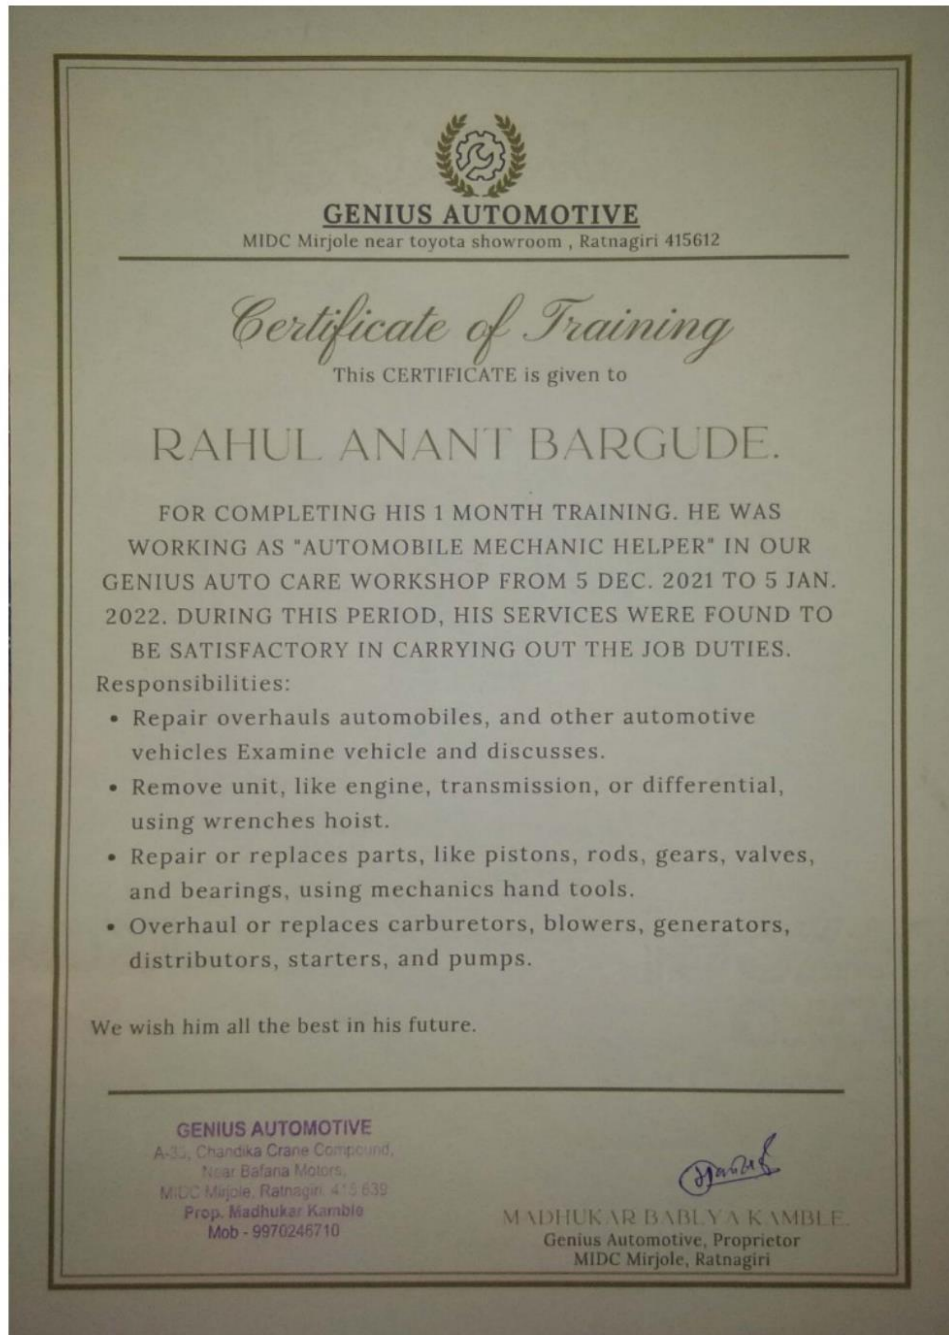 GENIUS AUTOMOTIVE
MIDC Mirjole near toyota showroom , Ratnagiri 415612
Certificate of Training
This CERTIFICATE is given to
RAHUL ANANT BARGUDE.
FOR COMPLETING HIS 1 MONTH TRAINING. HE WAS
WORKING AS "AUTOMOBILE MECHANIC HELPER" IN OUR
GENIUS AUTO CARE WORKSHOP FROM 5 DEC. 2021 TO 5 JAN.
2022. DURING THIS PERIOD, HIS SERVICES WERE FOUND TO
BE SATISFACTORY IN CARRYING OUT THE JOB DUTIES.
Responsibilities:
• Repair overhauls automobiles, and other automotive
vehicles Examine vehicle and discusses.
• Remove unit, like engine, transmission, or differential,
using wrenches hoist.
• Repair or replaces parts, like pistons, rods, gears, valves,
and bearings, using mechanics hand tools.
• Overhaul or replaces carburetors, blowers, generators,
distributors, starters, and pumps.
We wish him all the best in his future.
GENIUS AUTOMOTIVE
Chandika Crane Compound,
Near Bafana Motors,
MIDC Mirjole, Ratnagiri 415 639
Prop. Madhukar Kamble
Mob - 9970246710
MADHUKAR BABLYA KAMBLE.
Genius Automotive, Proprietor
MIDC Mirjole, Ratnagiri